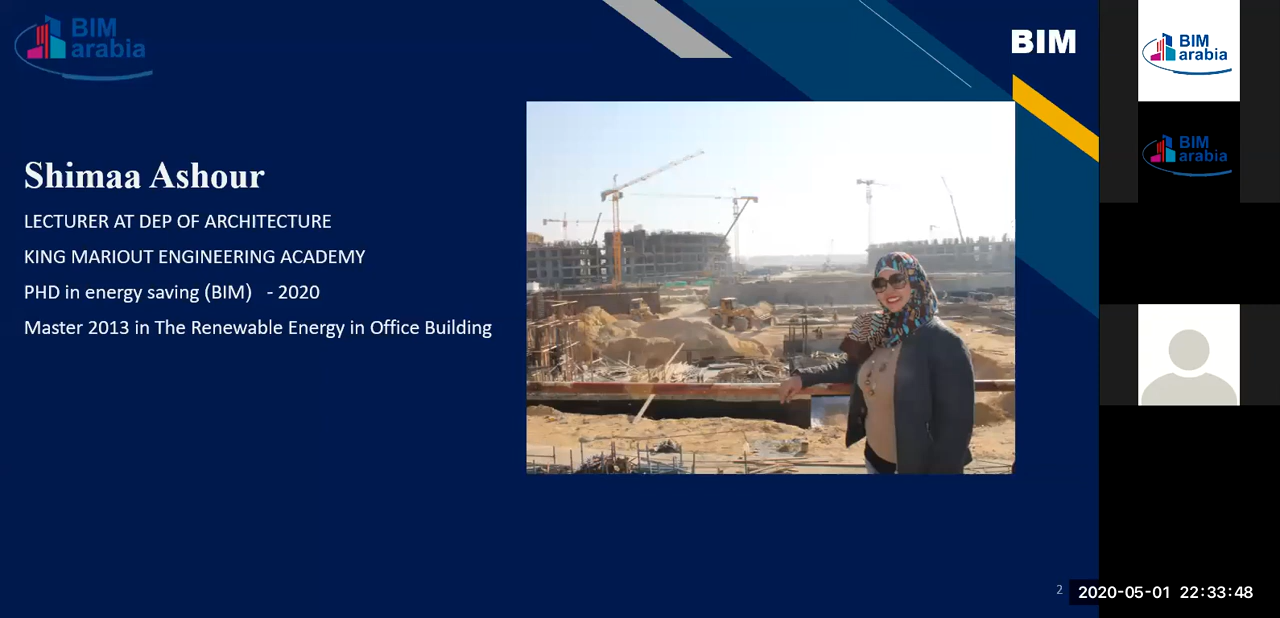 BIM
arabia
BIM
Shimaa Ashour
LECTURER AT DEP OF ARCHITECTURE
KING MARIOUT ENGINEERING ACADEMY
PHD in energy saving (BIM) - 2020
Master 2013 in The Renewable Energy in Office Building
BIM
arabia
BIM
arabia
2
2020-05-01 22:33:48